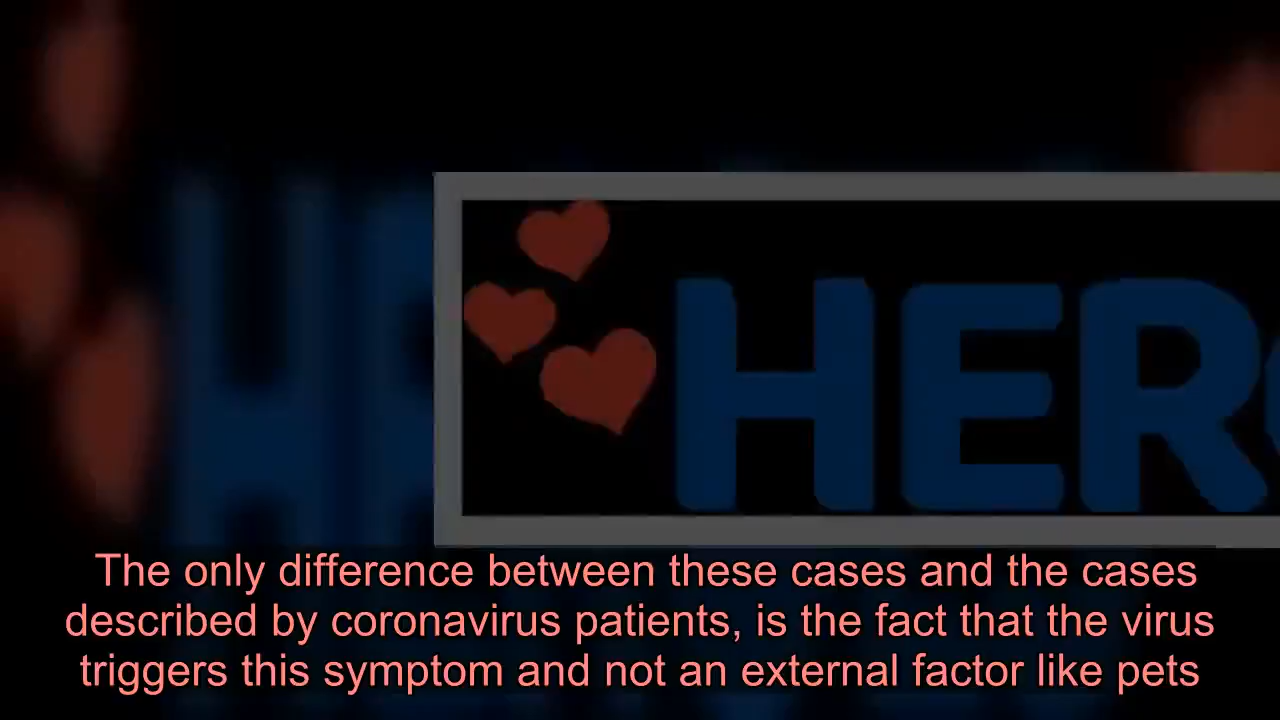 HERO
The only difference between these cases and the cases
described by coronavirus patients, is the fact that the virus
triggers this symptom and not an external factor like pets